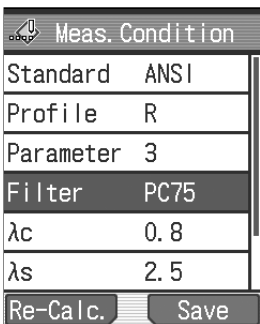 Meas. Condition
Standard ANSI
Profile R
Parameter 3
Filter PC75
λc 0.8
λs 2.5
Re-Calc. Save